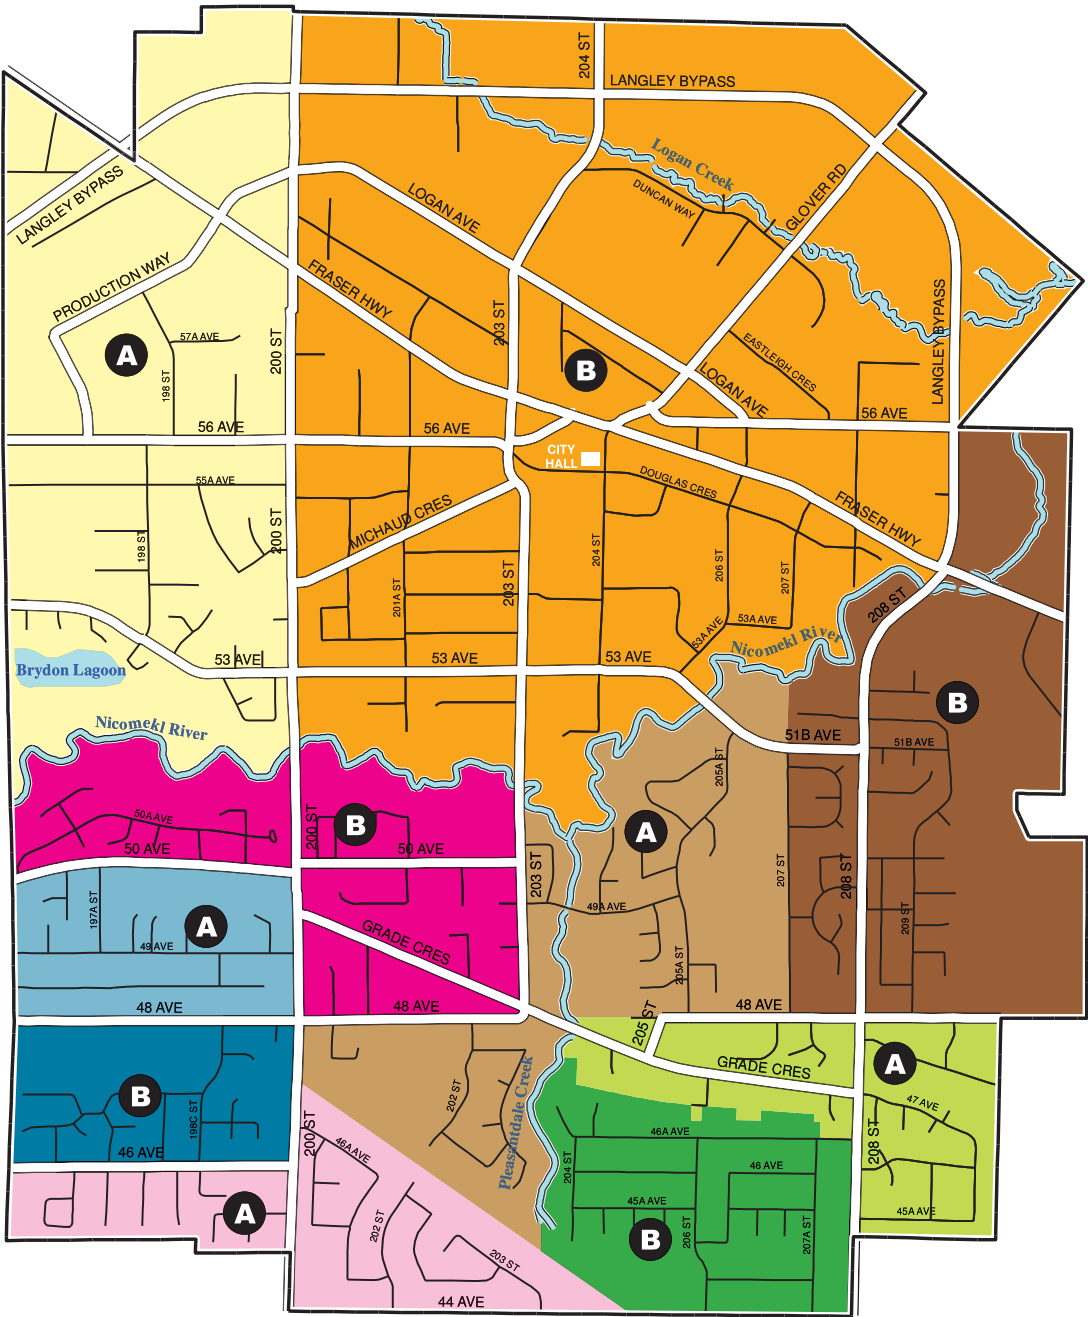 204 ST
LANGLEY BYPASS
Logan Creek
DUNCAN WAY
GLOVER RD
LANGLEY BYPASS
LOGAN AVE
PRODUCTION WAY
FRASER HWY
203 ST
LANGLEY BYPASS
200 ST
57A AVE
A
198 ST
B
EASTLEIGH CRES
LOGAN AVE
56 AVE
56 AVE
56 AVE
CITY
HALL
DOUGLAS CRES
55A AVE
MICHAUD CRES
FRASER HWY
200 ST
198 ST
204 ST
206 ST
207 ST
201A ST
203 ST
208 ST
53A AVE
53A AVE
Nicomekl River
53 AVE
53 AVE
53 AVE
Brydon Lagoon
B
Nicomekl River
51B AVE
51B AVE
205A ST
50A AVE
200 ST
B
A
50 AVE
50 AVE
203 ST
207 ST
208 ST
197A ST
A
49A AVE
209 ST
GRADE CRES
49 AVE
205A ST
48 AVE
48 AVE
48 AVE
205 ST
GRADE CRES
A
B
202 ST
Pleasantdale Creek
47 AVE
198C ST
200 ST
46A AVE
46A AVE
208 ST
46 AVE
204 ST
46 AVE
A
202 ST
45A AVE
45A AVE
B
206 ST
207A ST
203 ST
44 AVE